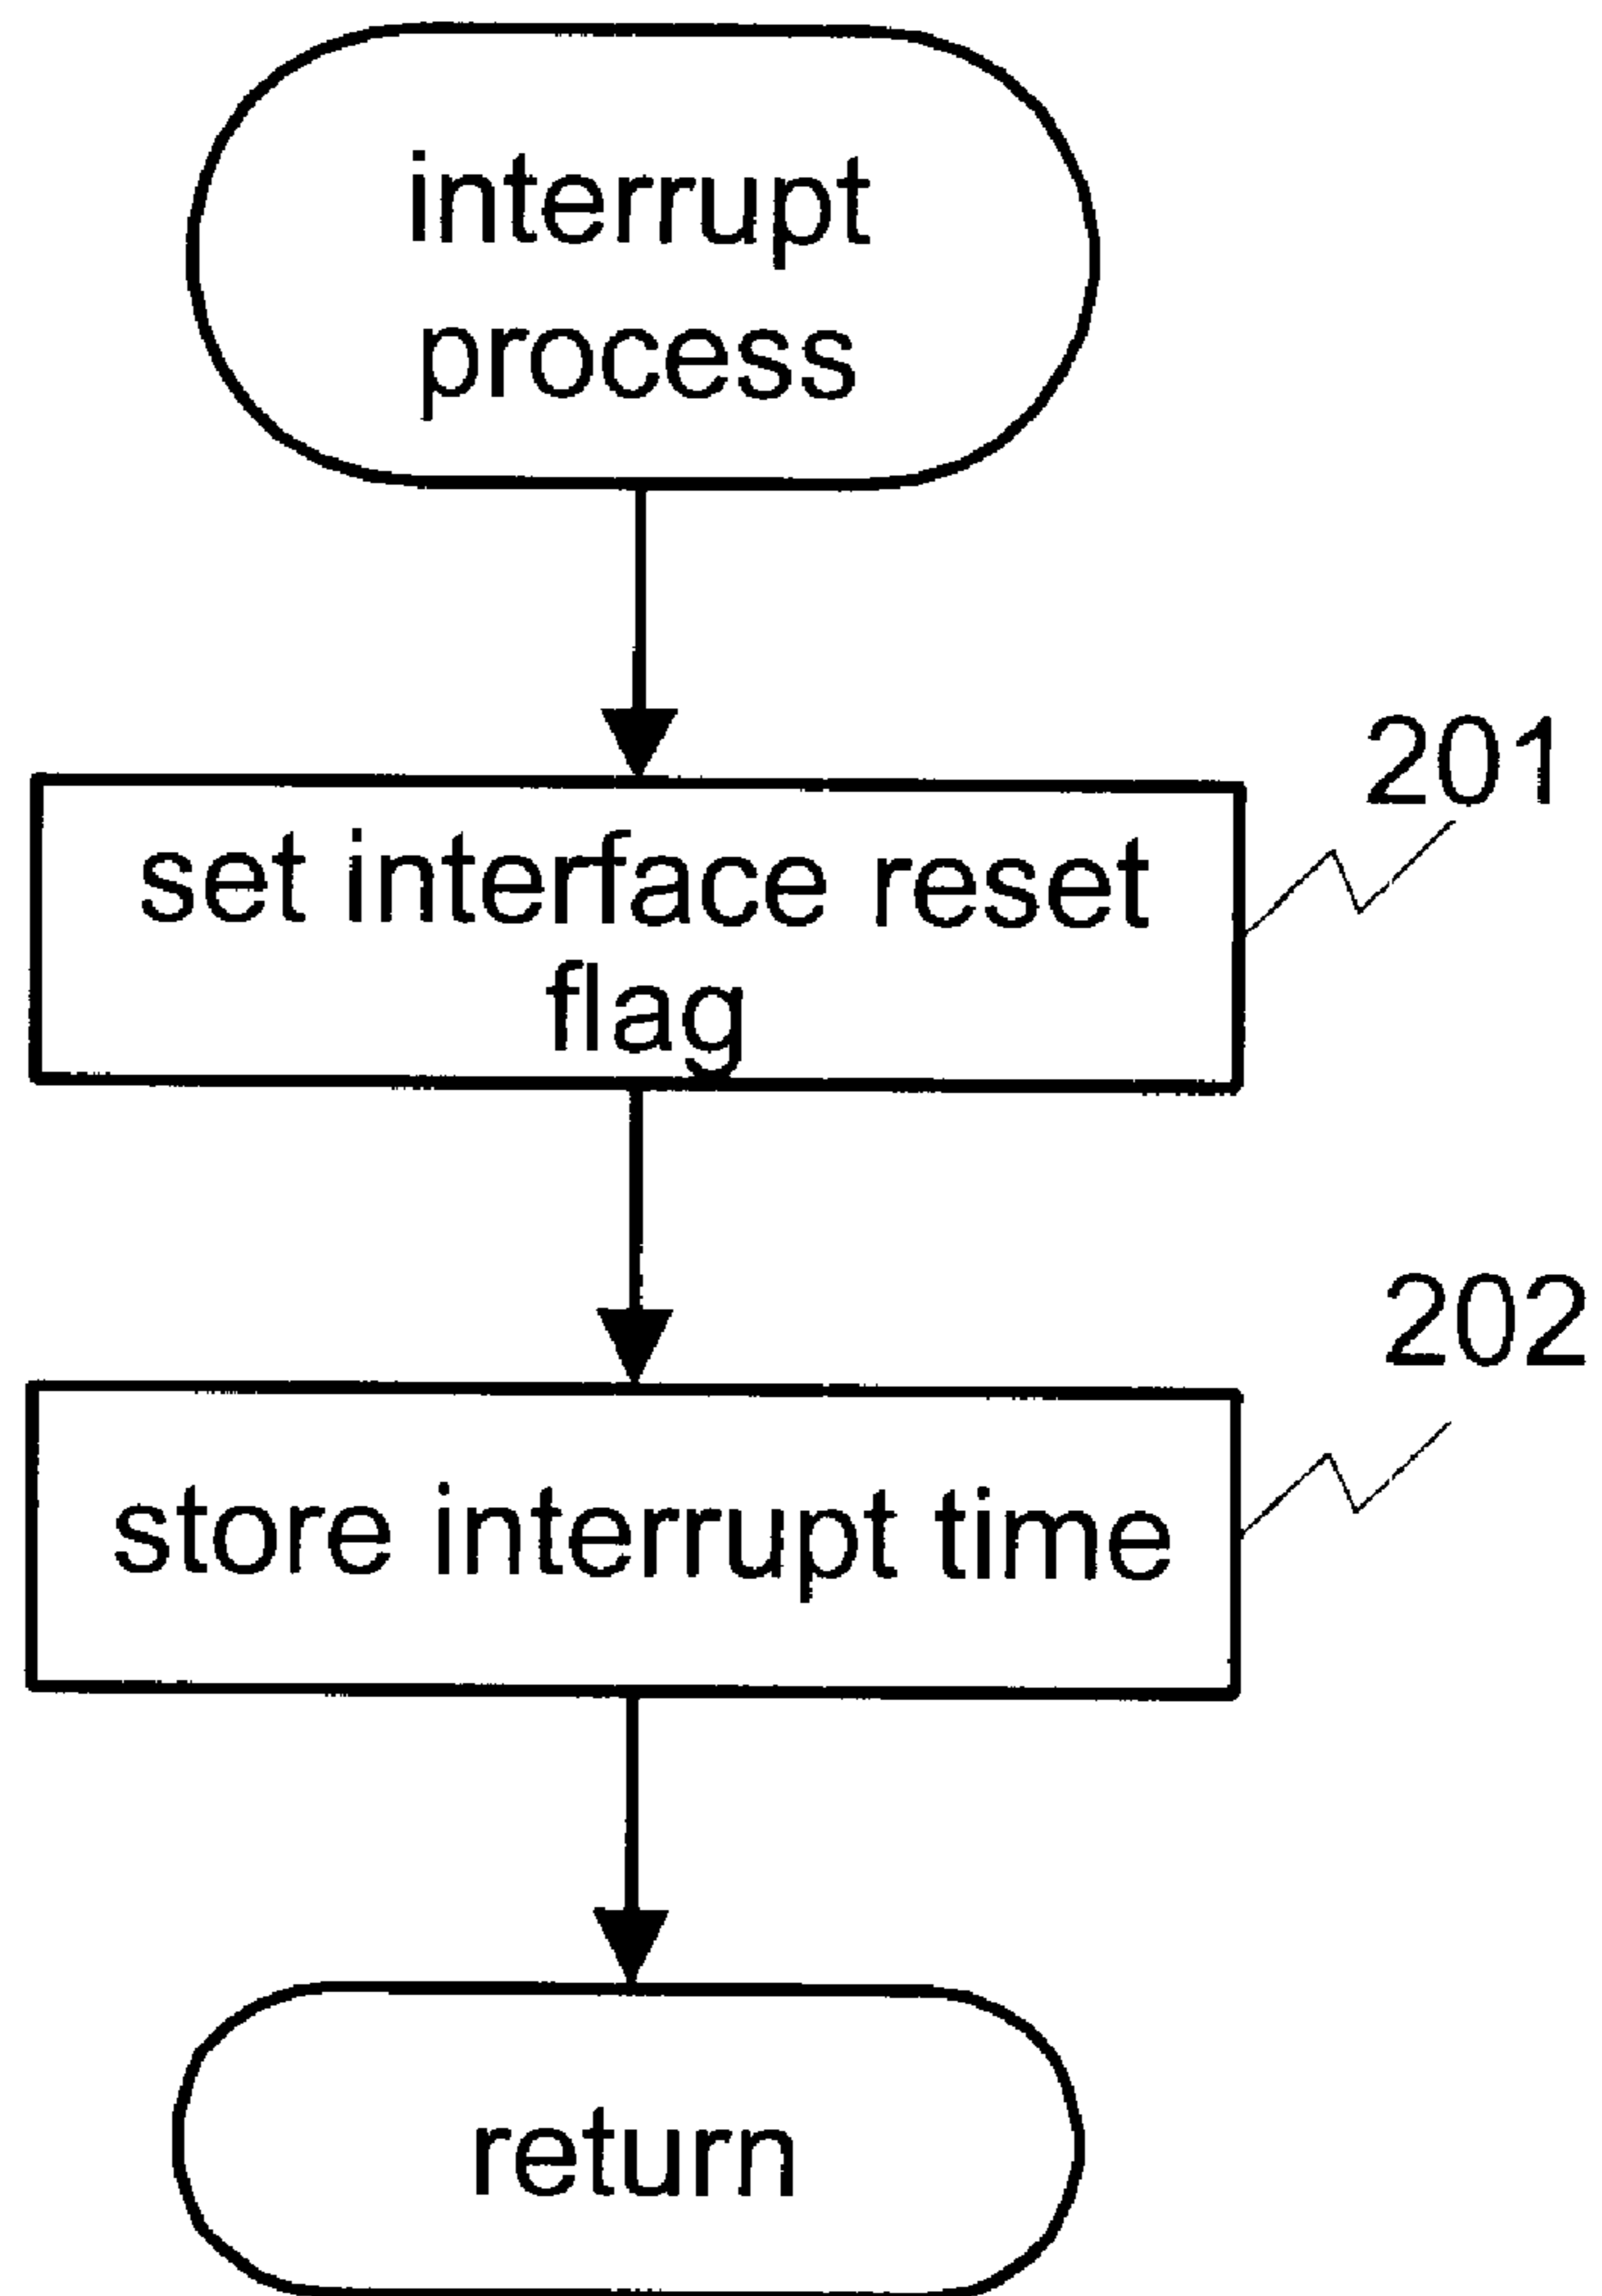 interrupt
process
201
set interface reset
flag
202
store interrupt time
return